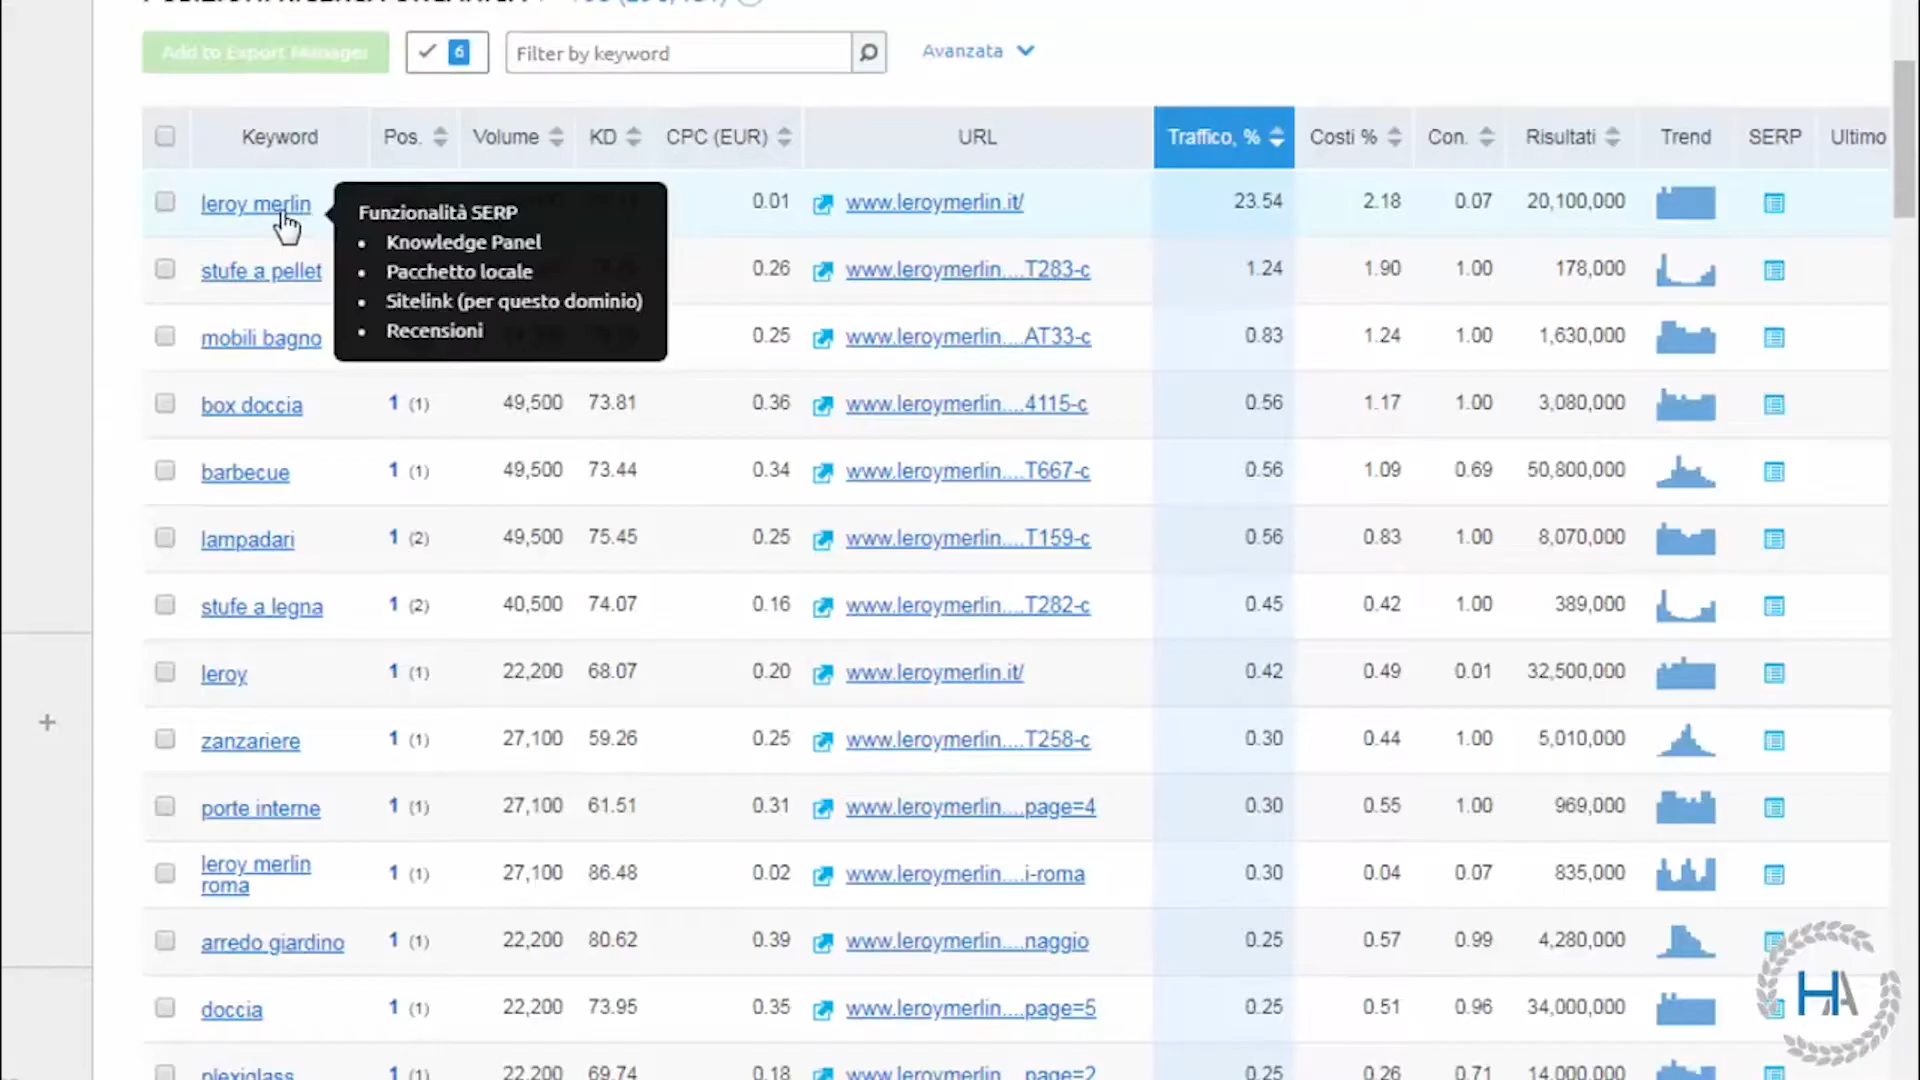 Add to Export Manager
6
Filter by keyword
Avanzata
Keyword Pos. Volume KD CPC (EUR) URL Traffico, % Costi % Con. Risultati Trend SERP Ultimo
leroy merlin 0.01 www.leroymerlin.it/ 23.54 2.18 0.07 20,100,000
Funzionalità SERP
Knowledge Panel
Pacchetto locale
Sitelink (per questo dominio)
Recensioni
stufe a pellet 0.26 www.leroymerlin....T283-c 1.24 1.90 1.00 178,000
mobili bagno 0.25 www.leroymerlin....AT33-c 0.83 1.24 1.00 1,630,000
box doccia 1 (1) 49,500 73.81 0.36 www.leroymerlin....4115-c 0.56 1.17 1.00 3,080,000
barbecue 1 (1) 49,500 73.44 0.34 www.leroymerlin....T667-c 0.56 1.09 0.69 50,800,000
lampadari 1 (2) 49,500 75.45 0.25 www.leroymerlin....T159-c 0.56 0.83 1.00 8,070,000
stufe a legna 1 (2) 40,500 74.07 0.16 www.leroymerlin....T282-c 0.45 0.42 1.00 389,000
leroy 1 (1) 22,200 68.07 0.20 www.leroymerlin.it/ 0.42 0.49 0.01 32,500,000
zanzariere 1 (1) 27,100 59.26 0.25 www.leroymerlin....T258-c 0.30 0.44 1.00 5,010,000
porte interne 1 (1) 27,100 61.51 0.31 www.leroymerlin....page=4 0.30 0.55 1.00 969,000
leroy merlin
roma 1 (1) 27,100 86.48 0.02 www.leroymerlin....i-roma 0.30 0.04 0.07 835,000
arredo giardino 1 (1) 22,200 80.62 0.39 www.leroymerlin....naggio 0.25 0.57 0.99 4,280,000
doccia 1 (1) 22,200 73.95 0.35 www.leroymerlin....page=5 0.25 0.51 0.96 34,000,000
plexiglass 1 (1) 22,200 69.74 0.18 www.leroymerlin....page=2 0.25 0.26 0.71 14,000,000
HA